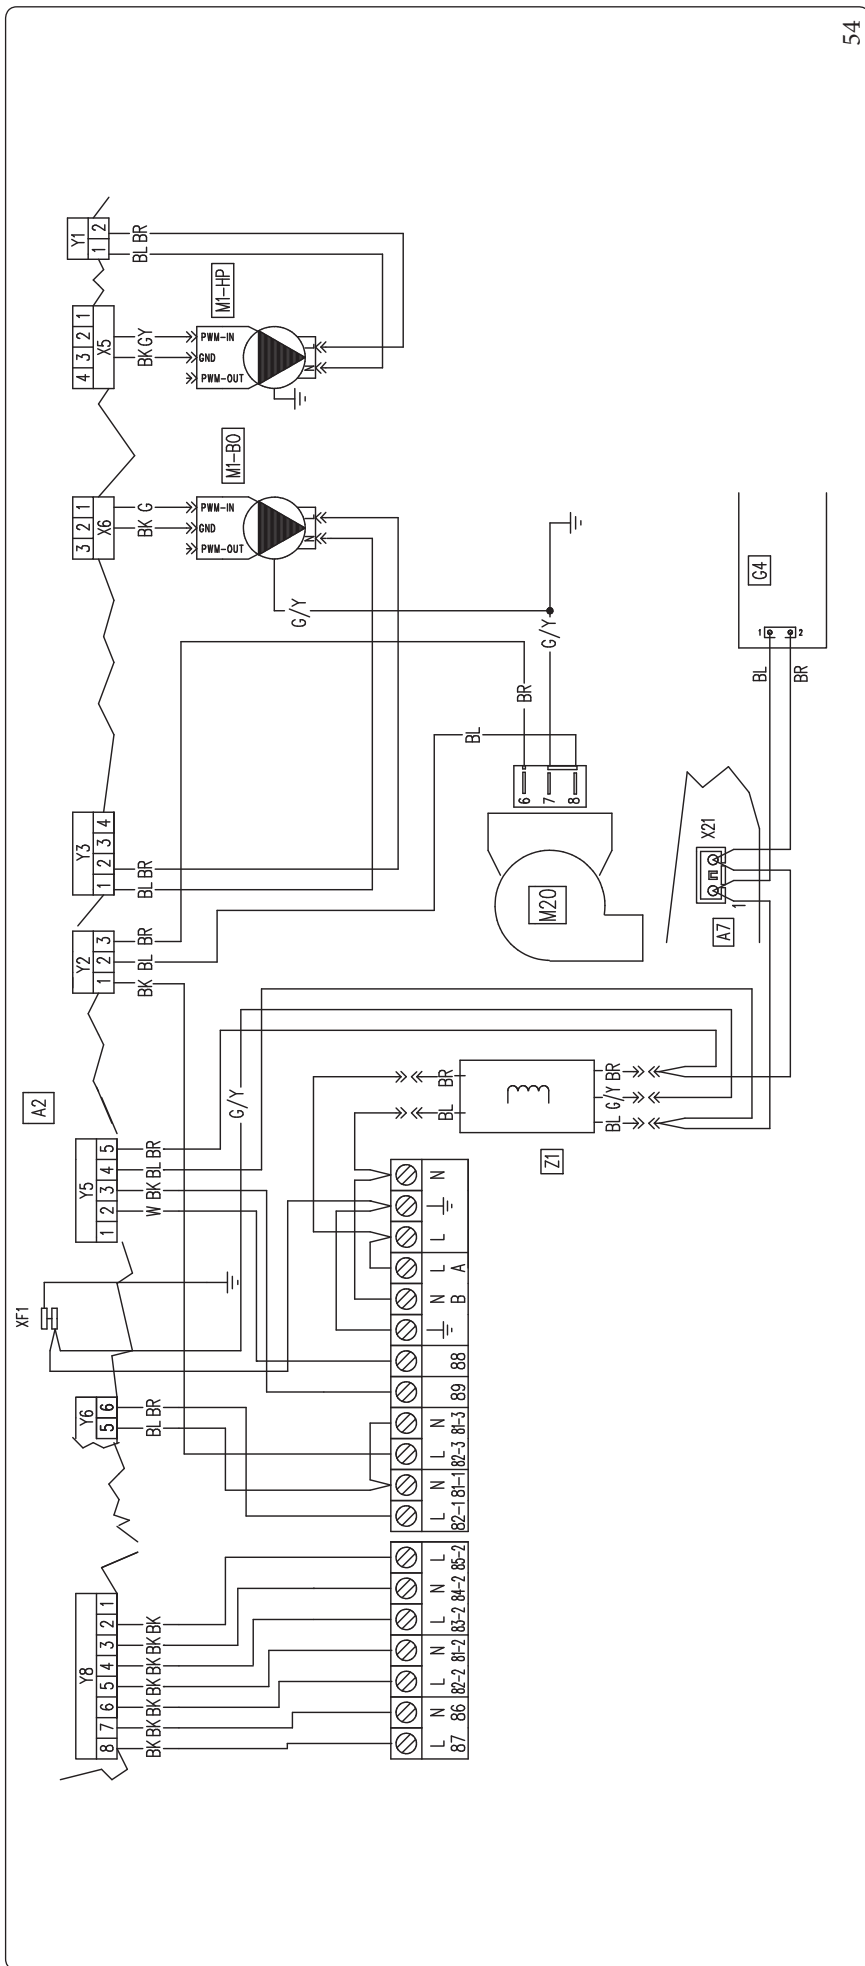 54
Y1
1 2
BL BR
4 3 2 1
X5
BK GY
M1-HP
PWM-IN
GND
PWM-OUT
N L
3 2 1
X6
BK G
M1-BO
PWM-IN
GND
PWM-OUT
N L
G/Y
Y3
1 2 3 4
BL BR
Y2
1 2 3
BK BL BR
BR
G/Y
BL
6 7 8
M20
G4
1 2
BL
BR
X21
1
A7
A2
Y5
1 2 3 4 5
W BK BL BR
G/Y
XF1
Y6
5 6
BL BR
BL BR
BL G/Y BR
Z1
Y8
8 7 6 5 4 3 2 1
BK BK BK BK BK BK BK
L N L N L N L
87 86 82-2 81-2 83-2 84-2 85-2
L N L N N L L N
82-1 81-1 82-3 81-3 89 88 B A